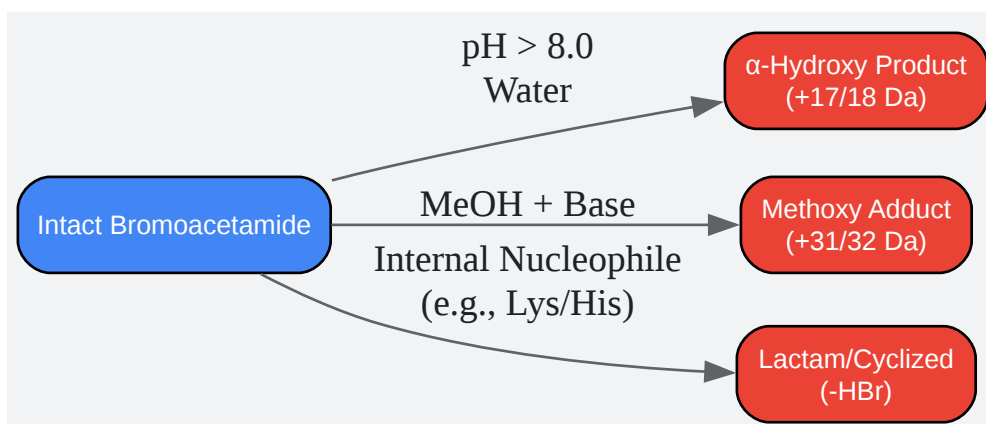 pH > 8.0
Water
α-Hydroxy Product
(+17/18 Da)
Intact Bromoacetamide
MeOH + Base
Methoxy Adduct
(+31/32 Da)
Internal Nucleophile
(e.g., Lys/His)
Lactam/Cyclized
(-HBr)